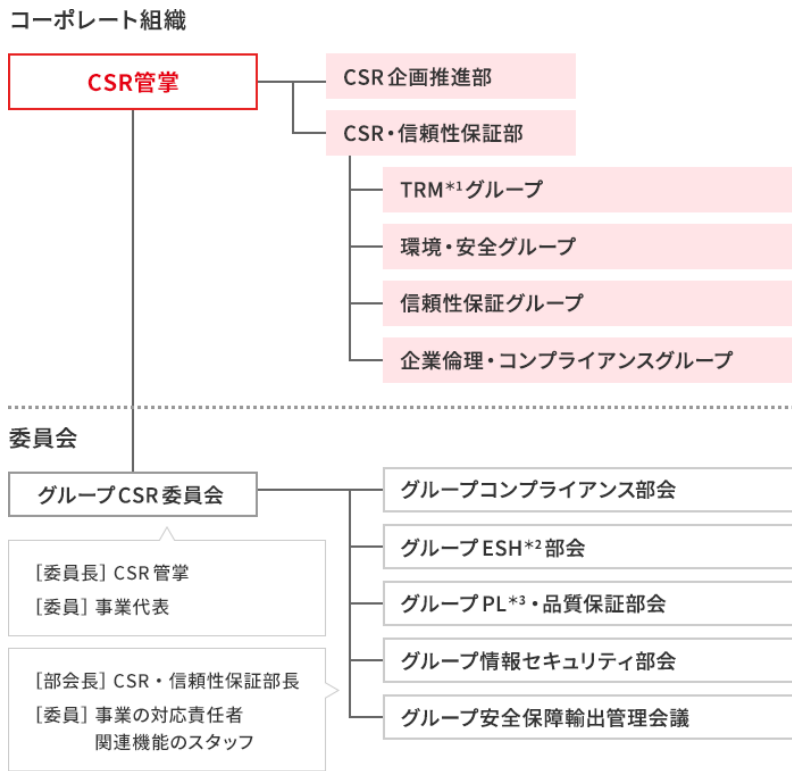 コーポレート組織
CSR管掌
CSR企画推進部
CSR・信頼性保証部
TRM*1グループ
環境・安全グループ
信頼性保証グループ
企業倫理・コンプライアンスグループ
委員会
グループCSR委員会
[委員長] CSR管掌
[委員] 事業代表
[部会長] CSR・信頼性保証部長
[委員] 事業の対応責任者
関連機能のスタッフ
グループコンプライアンス部会
グループESH*2部会
グループPL*3・品質保証部会
グループ情報セキュリティ部会
グループ安全保障輸出管理会議